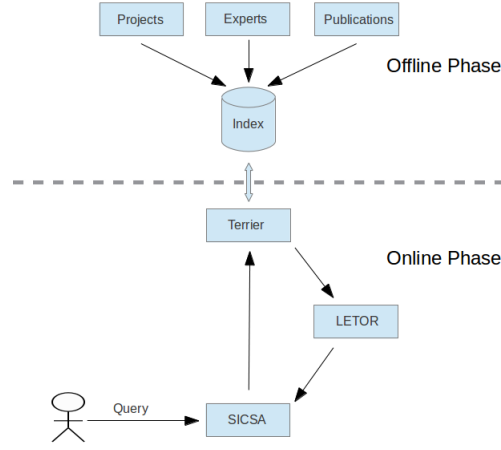 Projects
Experts
Publications
Offline Phase
Index
Terrier
Online Phase
LETOR
Query
SICSA